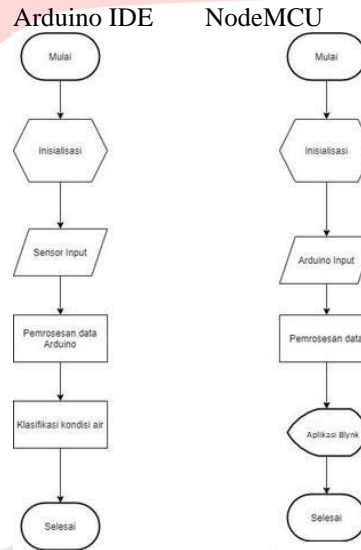 Arduino IDE NodeMCU
Mulai
Inisialisasi
Sensor Input
Pemrosesan data
Arduino
Klasifikasi kondisi air
Selesai
Mulai
Inisialisasi
Arduino Input
Pemrosesan data
Aplikasi Blynk
Selesai